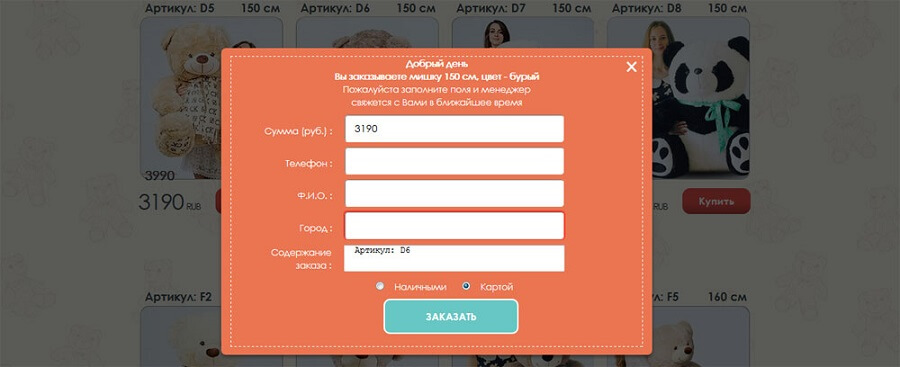 Артикул: D5 150 см
Артикул: D6 150 см
Артикул: D7 150 см
Артикул: D8 150 см
Добрый день
Вы заказываете мишку 150 см, цвет - бурый
Пожалуйста заполните поля и менеджер
свяжется с Вами в ближайшее время
Сумма (руб.) : 3190
Телефон :
Ф.И.О. :
Город :
Содержание
заказа :
Артикул: D6
Наличными Картой
ЗАКАЗАТЬ
3990
3190 RUB
RUB Купить
Артикул: F2
F5 160 см